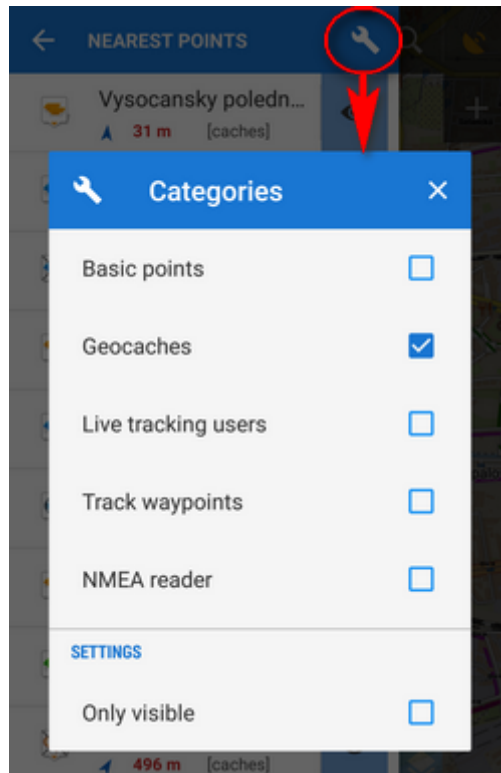 NEAREST POINTS
Vysocansky poledn...
31 m [caches]
Categories
Basic points
Geocaches
Live tracking users
Track waypoints
NMEA reader
SETTINGS
Only visible
496 m [caches]